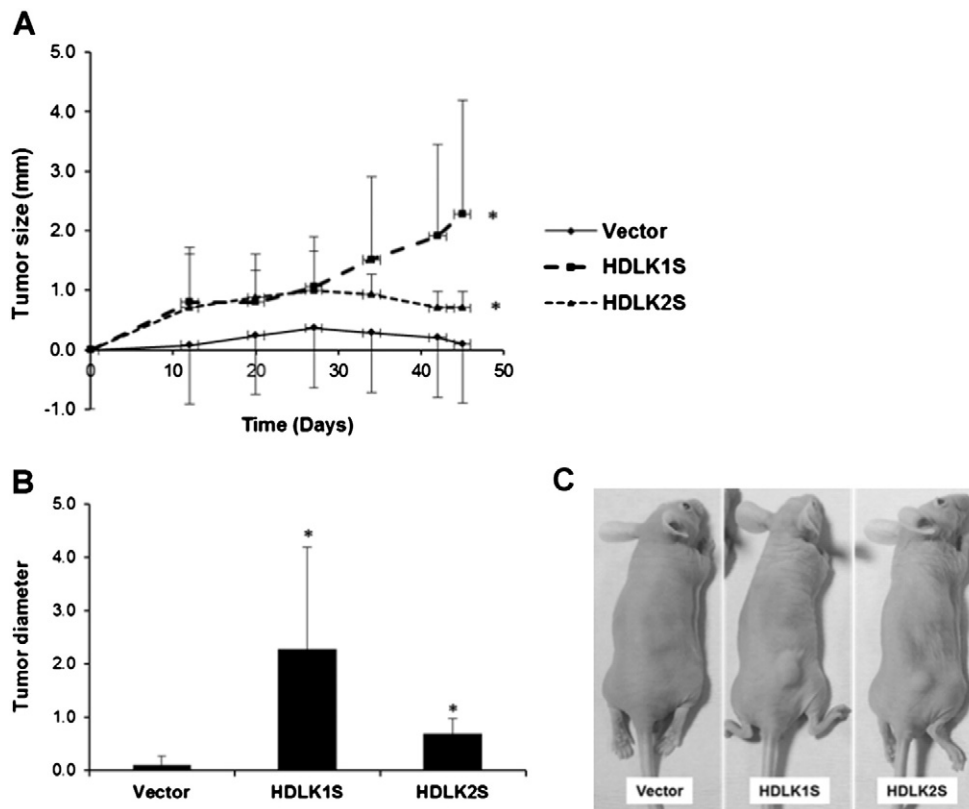 A
5.0
4.0
3.0
2.0
1.0
0.0
-1.0
Tumor size (mm)
0 10 20 30 40 50
Time (Days)
*
*
Vector
HDLK1S
HDLK2S
B
5.0
4.0
3.0
2.0
1.0
0.0
Tumor diameter
*
*
Vector HDLK1S HDLK2S
C
Vector HDLK1S HDLK2S